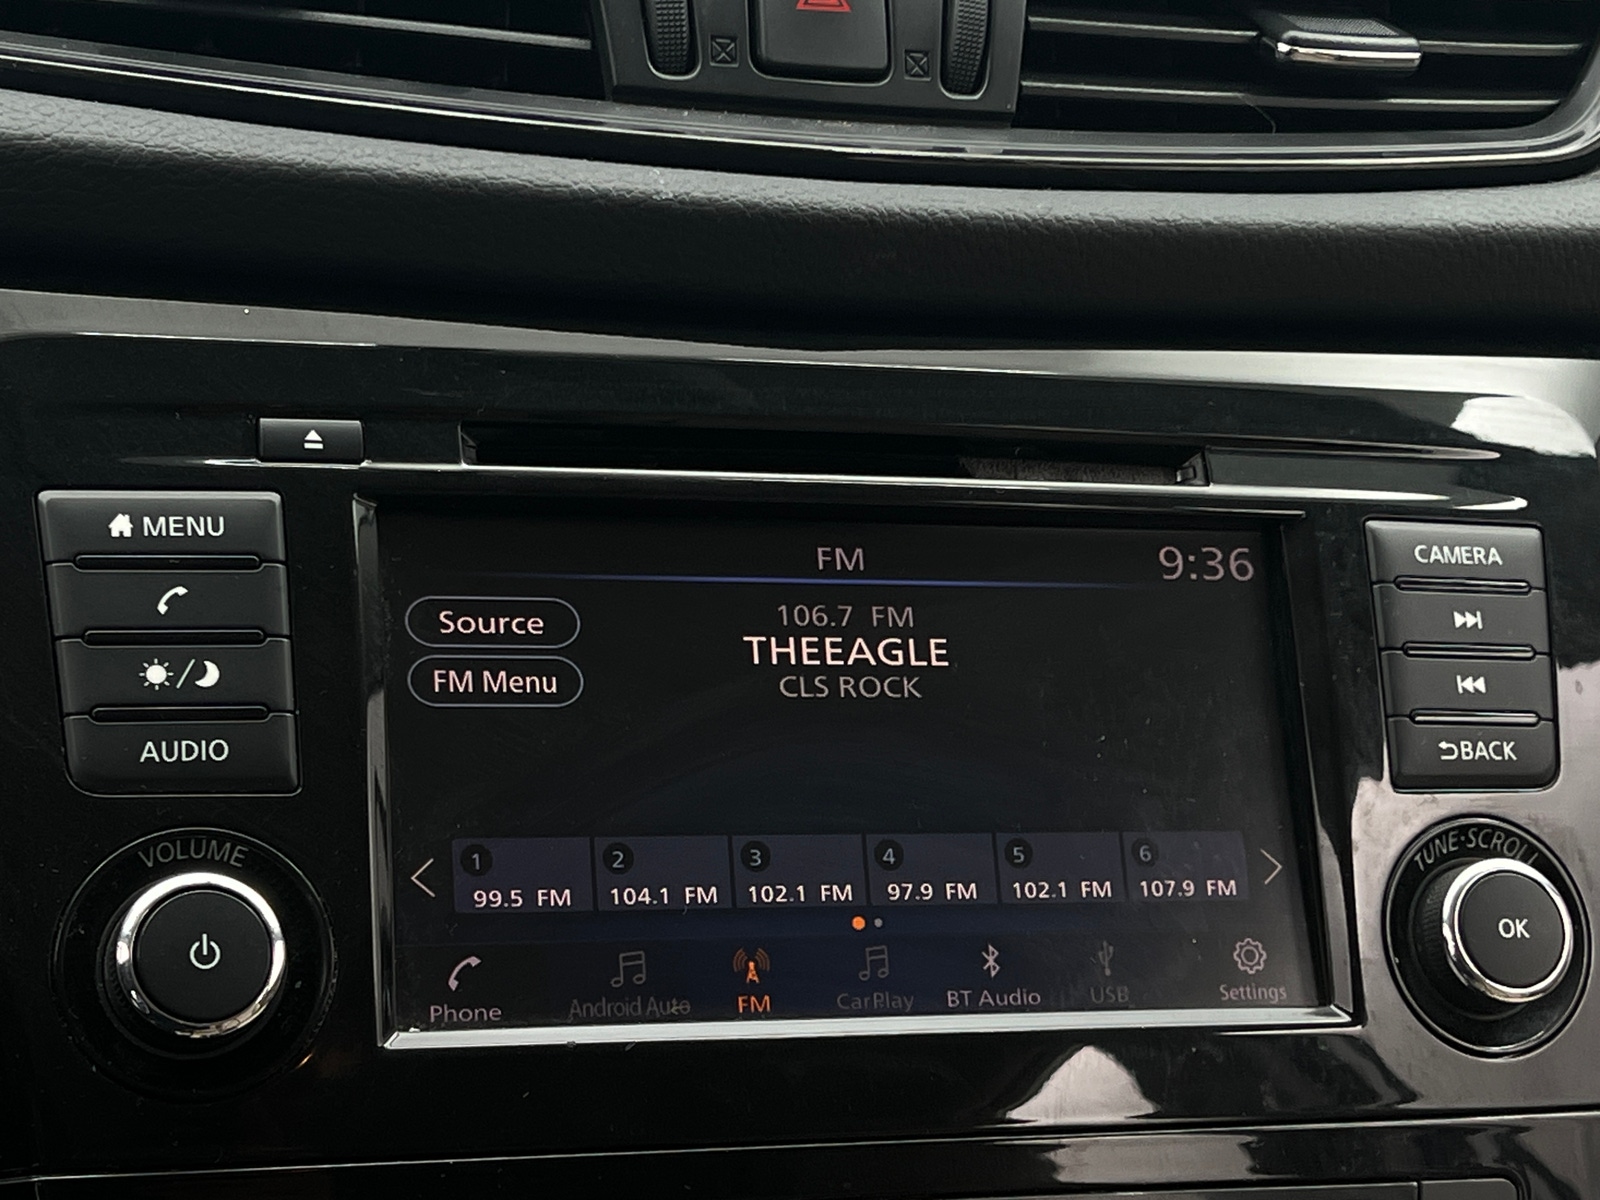 MENU
AUDIO
VOLUME
FM
9:36
Source
FM Menu
106.7 FM
THEEAGLE
CLS ROCK
1
99.5 FM
2
104.1 FM
3
102.1 FM
4
97.9 FM
5
102.1 FM
6
107.9 FM
Phone
Android Auto
FM
CarPlay
BT Audio
USB
Settings
CAMERA
BACK
TUNE·SCROLL
OK